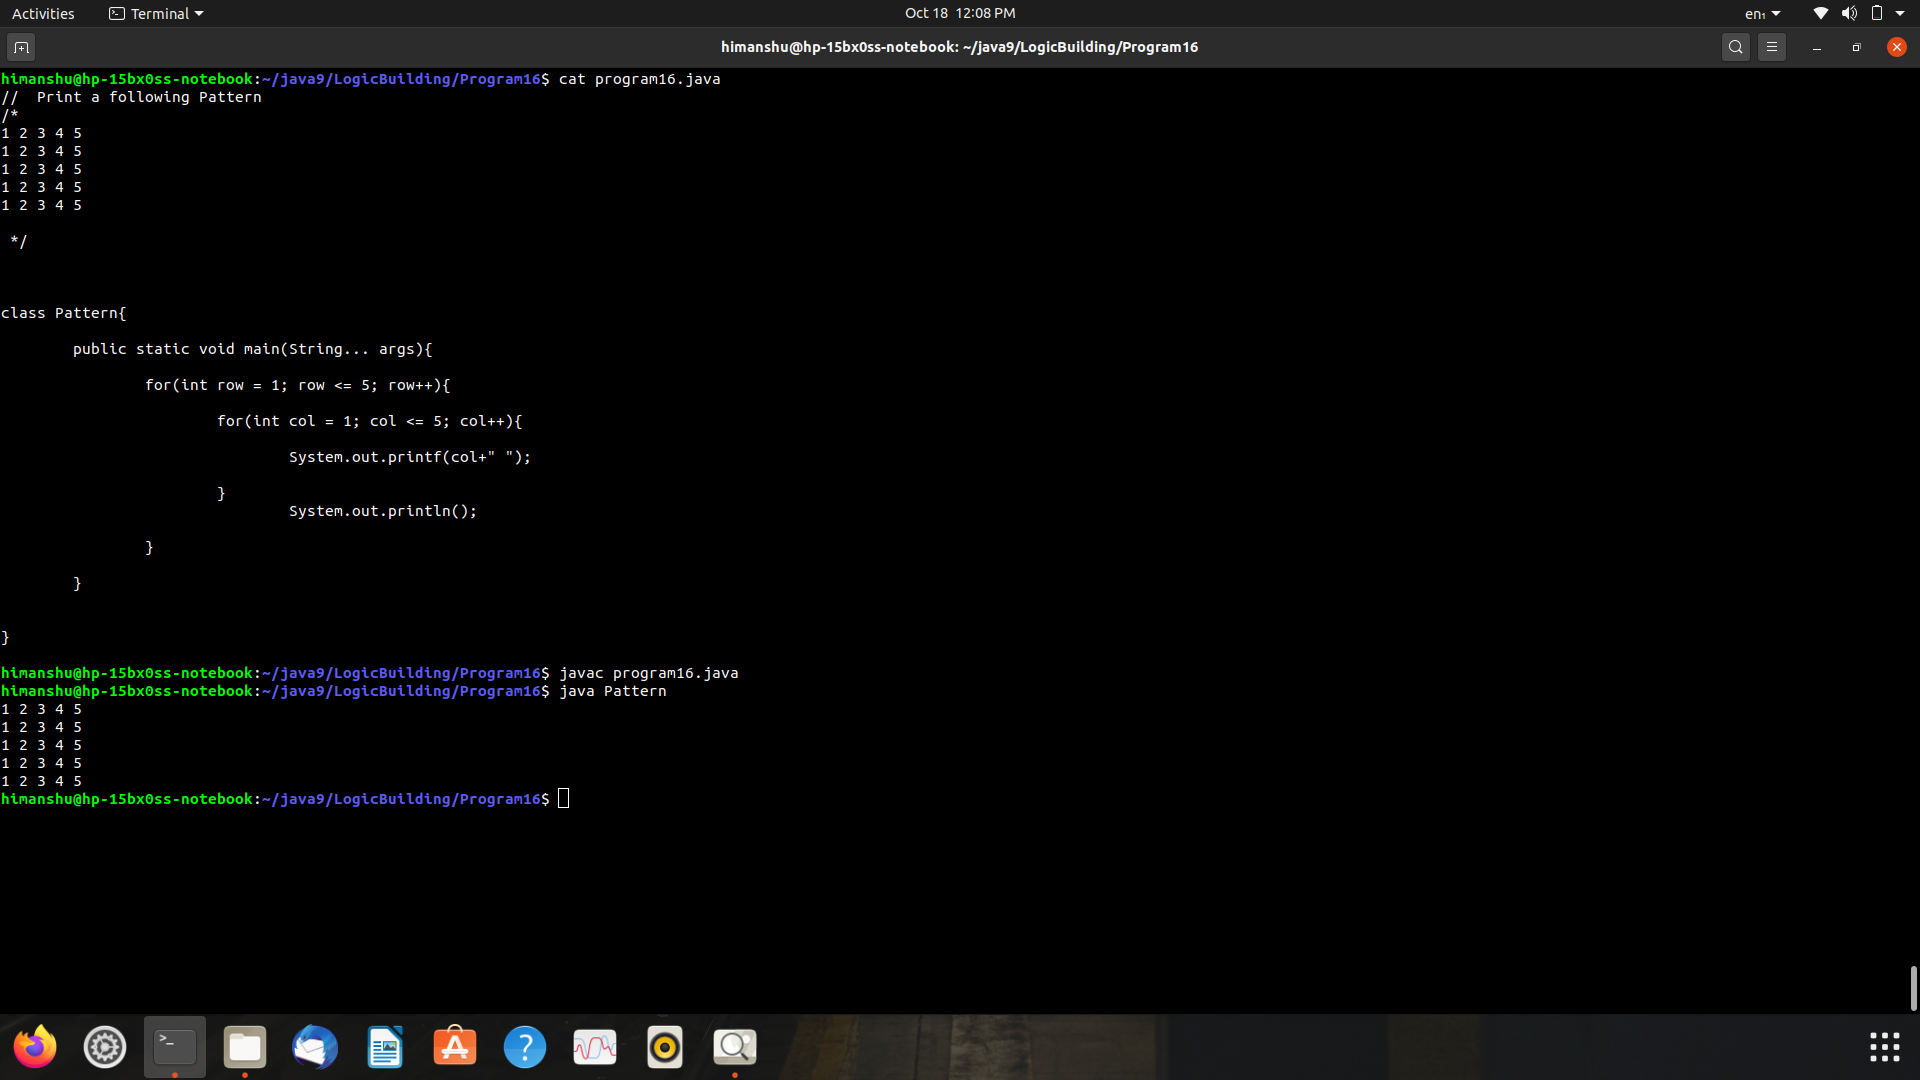 Activities Terminal Oct 18 12:08 PM en₁
himanshu@hp-15bx0ss-notebook: ~/java9/LogicBuilding/Program16
himanshu@hp-15bx0ss-notebook:~/java9/LogicBuilding/Program16$ cat program16.java
//  Print a following Pattern
/*
1 2 3 4 5
1 2 3 4 5
1 2 3 4 5
1 2 3 4 5
1 2 3 4 5
 */
class Pattern{
        public static void main(String... args){
                for(int row = 1; row <= 5; row++){
                        for(int col = 1; col <= 5; col++){
                                System.out.printf(col+" ");
                        }
                                System.out.println();
                }
        }
}
himanshu@hp-15bx0ss-notebook:~/java9/LogicBuilding/Program16$ javac program16.java
himanshu@hp-15bx0ss-notebook:~/java9/LogicBuilding/Program16$ java Pattern
1 2 3 4 5
1 2 3 4 5
1 2 3 4 5
1 2 3 4 5
1 2 3 4 5
himanshu@hp-15bx0ss-notebook:~/java9/LogicBuilding/Program16$